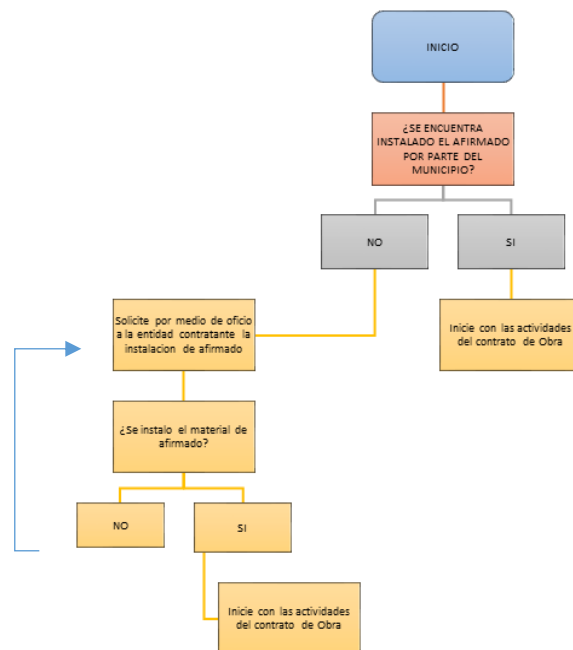 INICIO
¿SE ENCUENTRA
INSTALADO EL AFIRMADO
POR PARTE DEL
MUNICIPIO?
NO
SI
Solicite por medio de oficio
a la entidad contratante la
instalacion de afirmado
Inicie con las actividades
del contrato de Obra
¿Se instalo el material de
afirmado?
NO
SI
Inicie con las actividades
del contrato de Obra